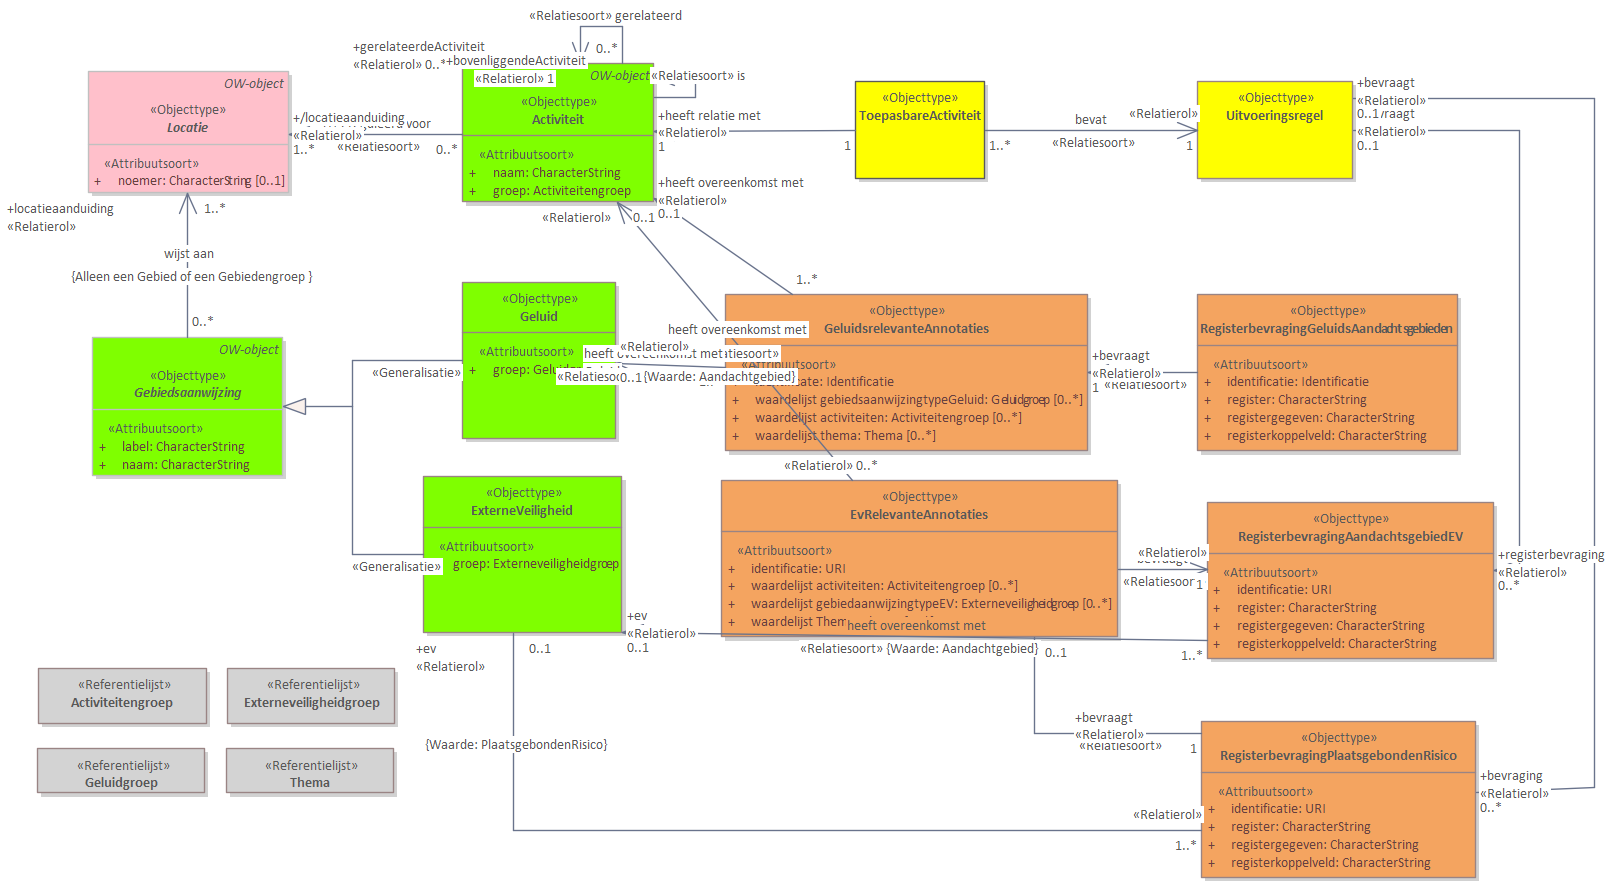 «Relatiesoort» gerelateerd
0..*
+gerelateerdeActiviteit
«Relatierol» 0..*
+bovenliggendeActiviteit
«Relatierol» 1
«Relatiesoort» is
OW-object
«Objecttype»
Locatie
«Attribuutsoort»
+ noemer: CharacterString [0..1]
+/locatieaanduiding
voor
«Relatierol»
«Relatiesoort»
1..*
0..*
OW-object
«Objecttype»
Activiteit
«Attribuutsoort»
+ naam: CharacterString
+ groep: Activiteitengroep
+heeft relatie met
«Relatierol»
1
1
«Objecttype»
ToepasbareActiviteit
bevat
«Relatierol»
1..*
«Relatiesoort»
1
«Objecttype»
Uitvoeringsregel
+bevraagt
«Relatierol»
0..1
0..1
+heeft overeenkomst met
«Relatierol»
0..1
«Relatierol»
0..1
1..*
+locatieaanduiding
«Relatierol»
1..*
wijst aan
{Alleen een Gebied of een Gebiedengroep }
0..*
OW-object
«Objecttype»
Gebiedsaanwijzing
«Attribuutsoort»
+ label: CharacterString
+ naam: CharacterString
«Generalisatie»
«Generalisatie»
«Objecttype»
Geluid
«Attribuutsoort»
+ groep:
heeft overeenkomst met
«Relatierol»
0..1
{Waarde: Aandachtgebied}
«Objecttype»
GeluidsrelevanteAnnotaties
«Attribuutsoort»
identificatie: Identificatie
+ waardelijst gebiedsaanwijzingtypeGeluid: Geluidgroep [0..*]
+ waardelijst activiteiten: Activiteitengroep [0..*]
+ waardelijst thema: Thema [0..*]
+bevraagt
«Relatierol»
1
«Relatiesoort»
«Objecttype»
RegisterbevragingGeluidsAandachtsgebieden
«Attribuutsoort»
+ identificatie: Identificatie
+ register: CharacterString
+ registergegeven: CharacterString
+ registerkoppelveld: CharacterString
«Relatierol» 0..*
«Objecttype»
ExterneVeiligheid
«Attribuutsoort»
groep: Externeveiligheidgroep
«Objecttype»
EvRelevanteAnnotaties
«Attribuutsoort»
+ identificatie: URI
+ waardelijst activiteiten: Activiteitengroep [0..*]
+ waardelijst gebiedaanwijzingtypeEV: Externeveiligheidgroep [0..*]
+ waardelijst
heeft overeenkomst met
«Relatierol»
«Relatiesoort»
1
«Objecttype»
RegisterbevragingAandachtsgebiedEV
«Attribuutsoort»
+ identificatie: URI
+ register: CharacterString
+ registergegeven: CharacterString
+ registerkoppelveld: CharacterString
+registerbevraging
«Relatierol»
0..*
+ev
«Relatierol»
0..1
«Relatiesoort» {Waarde: Aandachtgebied}
0..1
1..*
+ev
«Relatierol»
0..1
{Waarde: PlaatsgebondenRisico}
+bevraagt
«Relatierol»
«Relatiesoort»
1
«Objecttype»
RegisterbevragingPlaatsgebondenRisico
«Attribuutsoort»
+ identificatie: URI
+ register: CharacterString
+ registergegeven: CharacterString
+ registerkoppelveld: CharacterString
+bevraging
«Relatierol»
0..*
«Relatierol»
1..*
«Referentielijst»
Activiteitengroep
«Referentielijst»
Externeveiligheidgroep
«Referentielijst»
Geluidgroep
«Referentielijst»
Thema